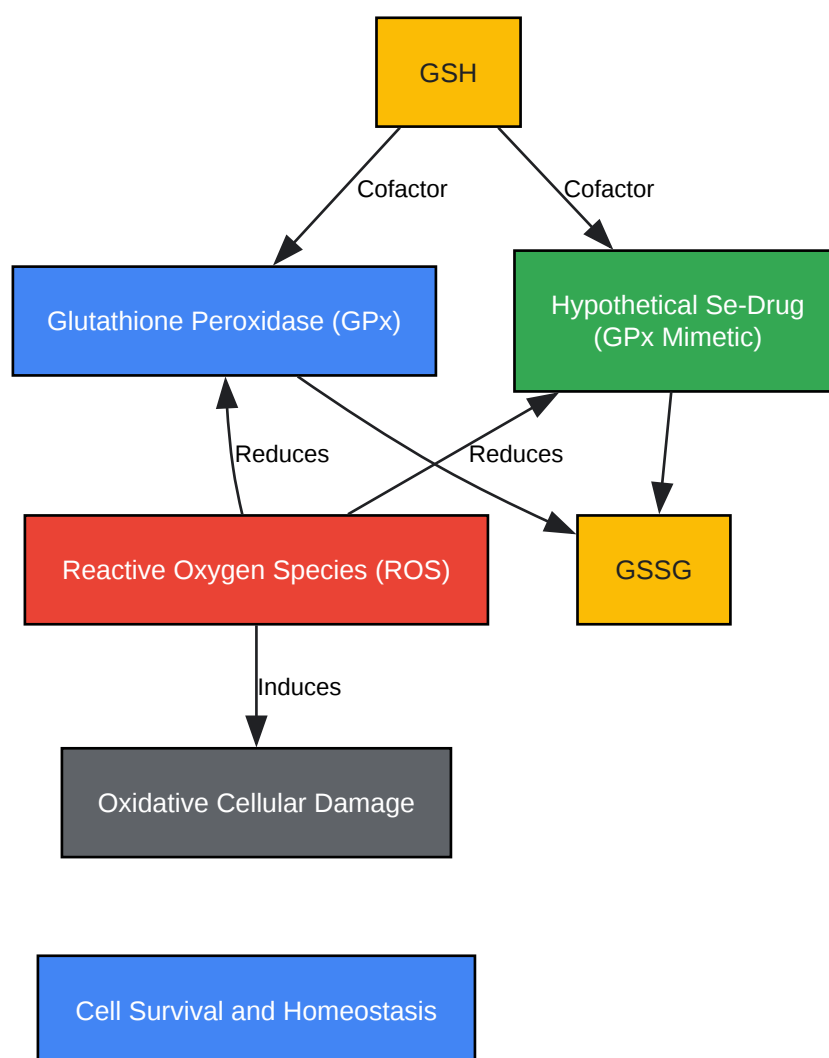 GSH
Cofactor
Cofactor
Glutathione Peroxidase (GPx)
Hypothetical Se-Drug
(GPx Mimetic)
Reduces
Reduces
Reactive Oxygen Species (ROS)
GSSG
Induces
Oxidative Cellular Damage
Cell Survival and Homeostasis